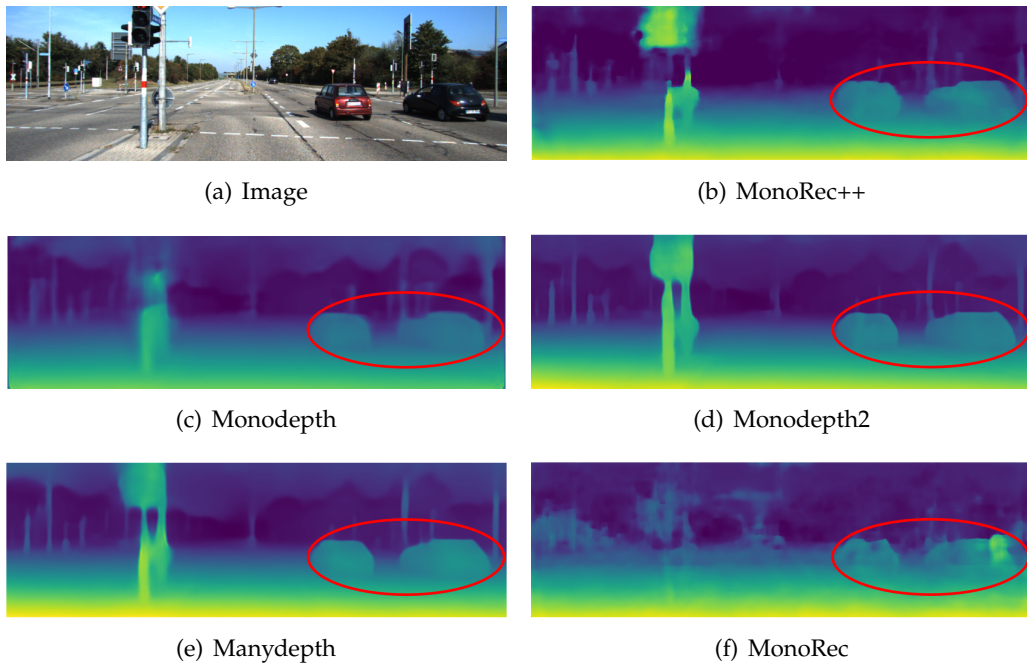 (a) Image
(b) MonoRec++
(c) Monodepth
(d) Monodepth2
(e) Manydepth
(f) MonoRec